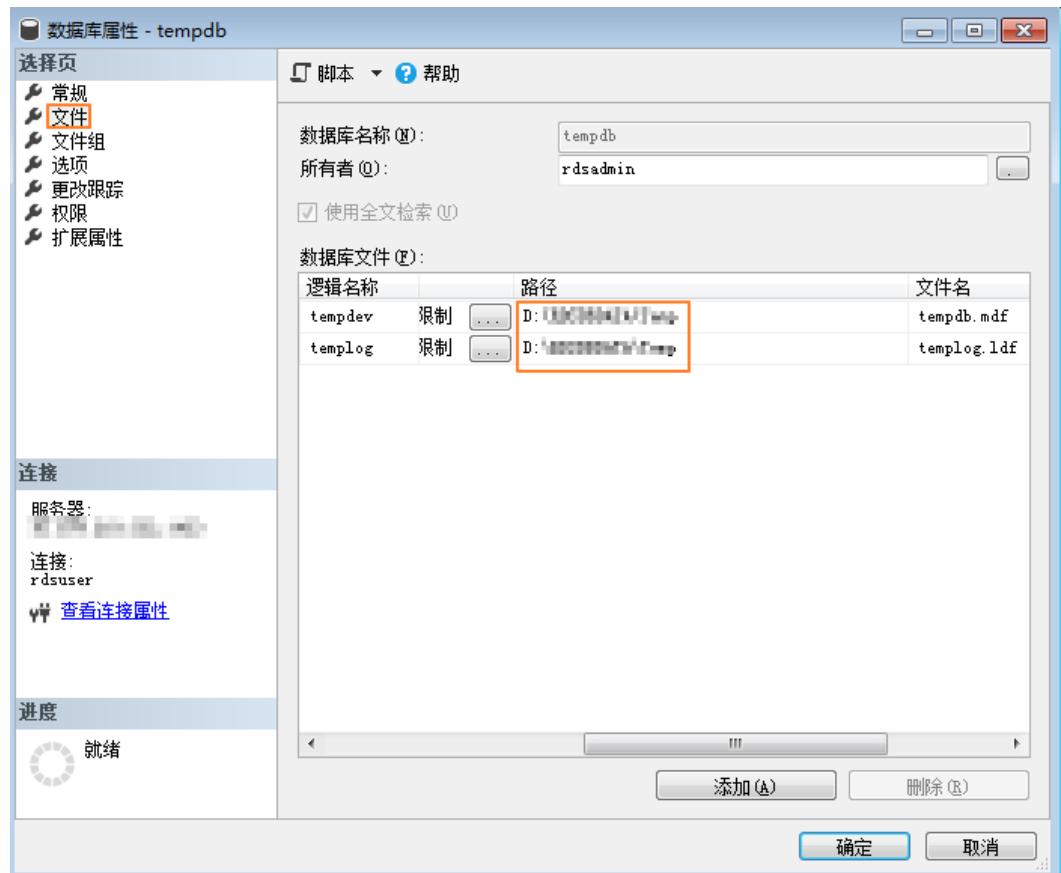 数据库属性 - tempdb
选择页
常规
文件
文件组
选项
更改跟踪
权限
扩展属性
脚本 帮助
数据库名称(N): tempdb
所有者(O): rdsadmin
使用全文检索(U)
数据库文件(F):
逻辑名称 路径 文件名
tempdev 限制 ... D: tempdb.mdf
templog 限制 ... D: templog.ldf
连接
服务器:
连接:
rdsuser
查看连接属性
进度
就绪
添加(A) 删除(R)
确定 取消